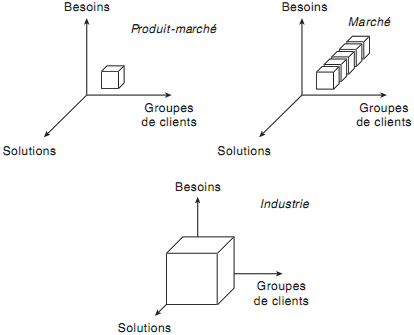 Besoins
Produit-marché
Groupes
de clients
Solutions
Besoins
Marché
Groupes
de clients
Solutions
Besoins
Industrie
Groupes
de clients
Solutions